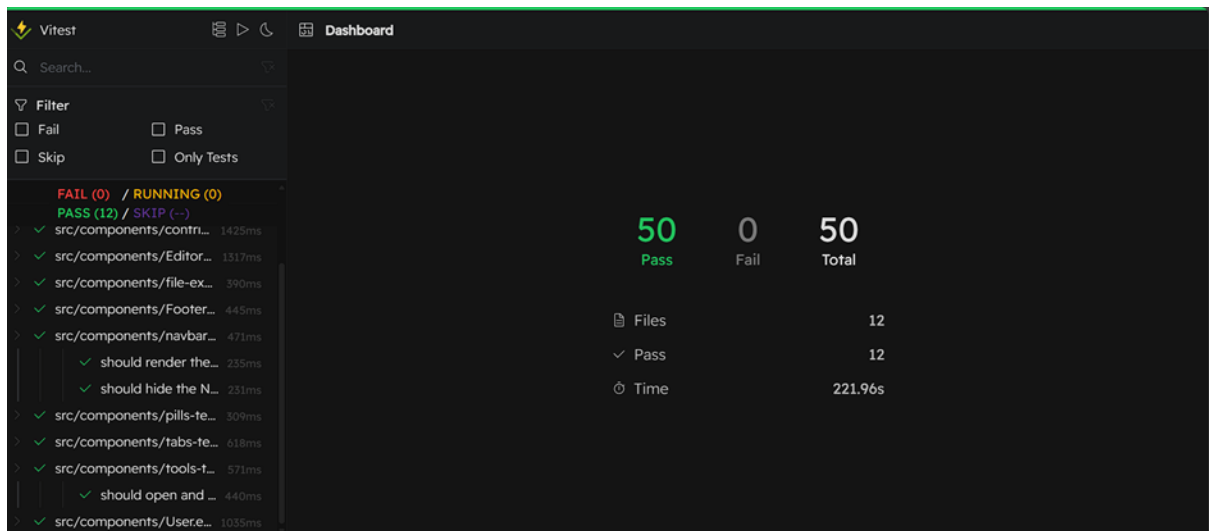 Vitest
Dashboard
Search...
Filter
Fail
Pass
Skip
Only Tests
FAIL (0) / RUNNING (0)
PASS (12) / SKIP (--)
src/components/contri... 1425ms
src/components/Editor... 1317ms
src/components/file-ex... 390ms
src/components/Footer... 445ms
src/components/navbar... 471ms
should render the... 235ms
should hide the N... 231ms
src/components/pills-te... 309ms
src/components/tabs-te... 618ms
src/components/tools-t... 571ms
should open and ... 440ms
src/components/User.e... 1035ms
50 0 50
Pass Fail Total
Files 12
Pass 12
Time 221.96s